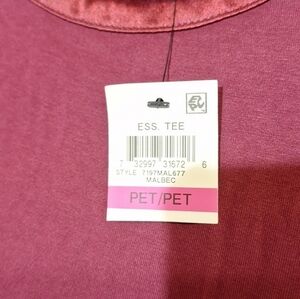 ESS. TEE
7 32997 31672 6
STYLE 7197MAL677
MALBEC
PET/PET